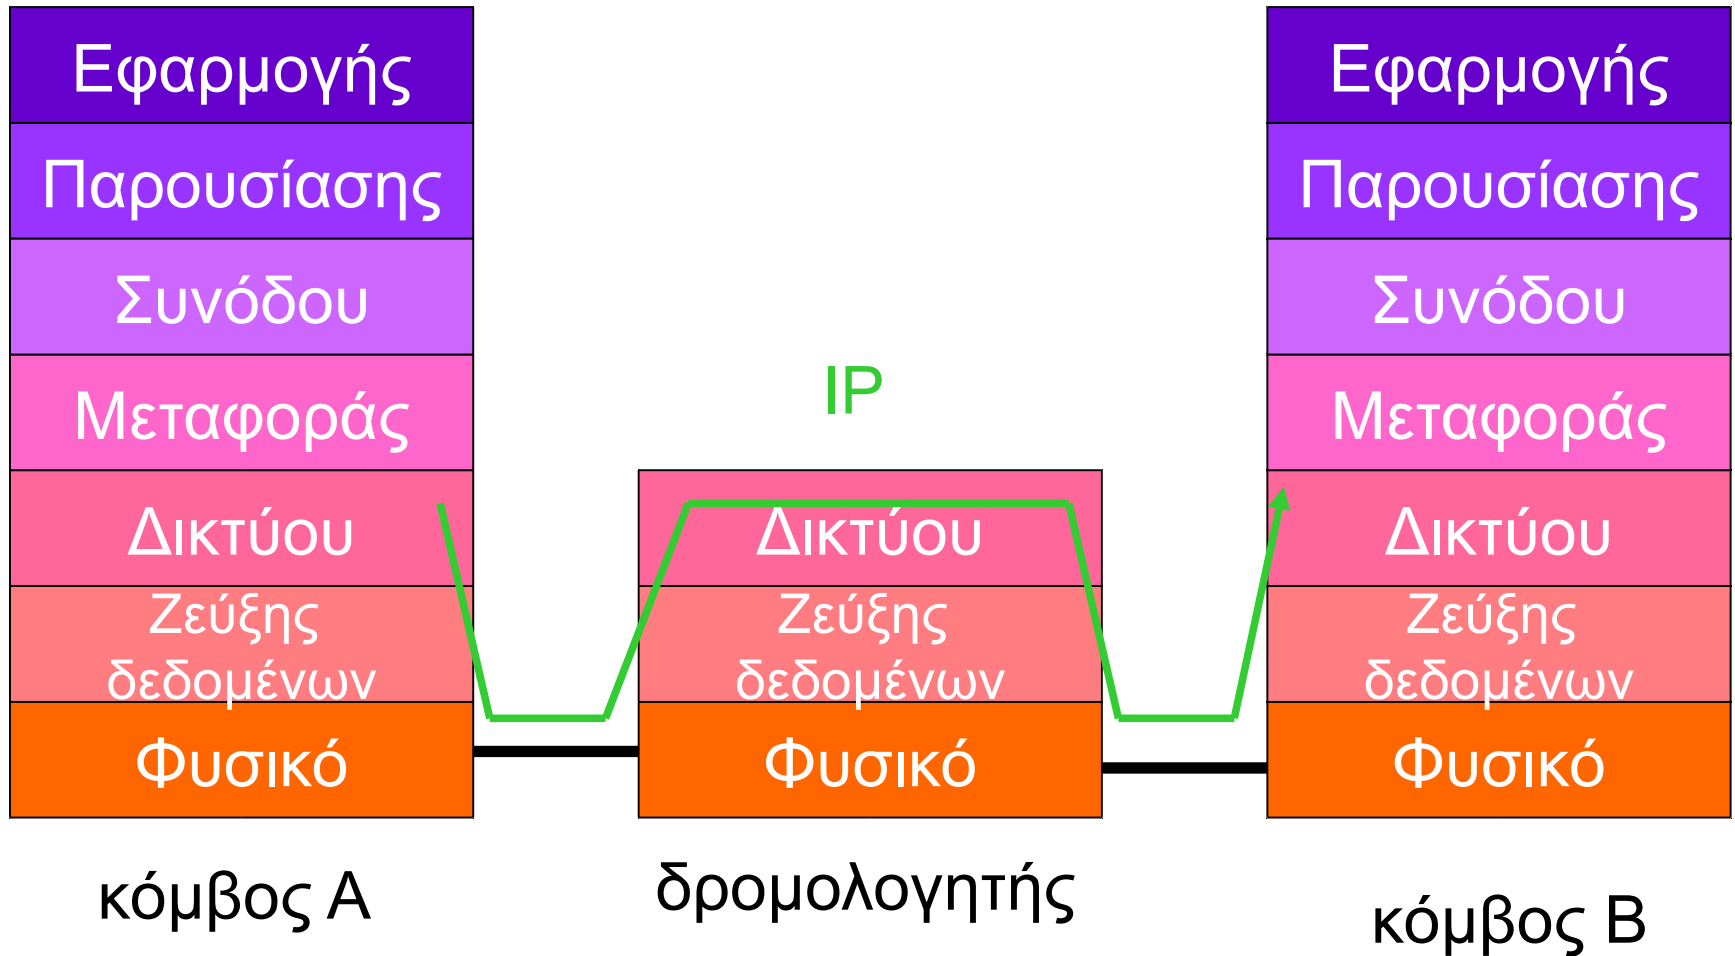 Εφαρμογής
Παρουσίασης
Συνόδου
Μεταφοράς
Δικτύου
Ζεύξης
δεδομένων
Φυσικό
κόμβος Α
IP
Δικτύου
Ζεύξης
δεδομένων
Φυσικό
δρομολογητής
Εφαρμογής
Παρουσίασης
Συνόδου
Μεταφοράς
Δικτύου
Ζεύξης
δεδομένων
Φυσικό
κόμβος Β